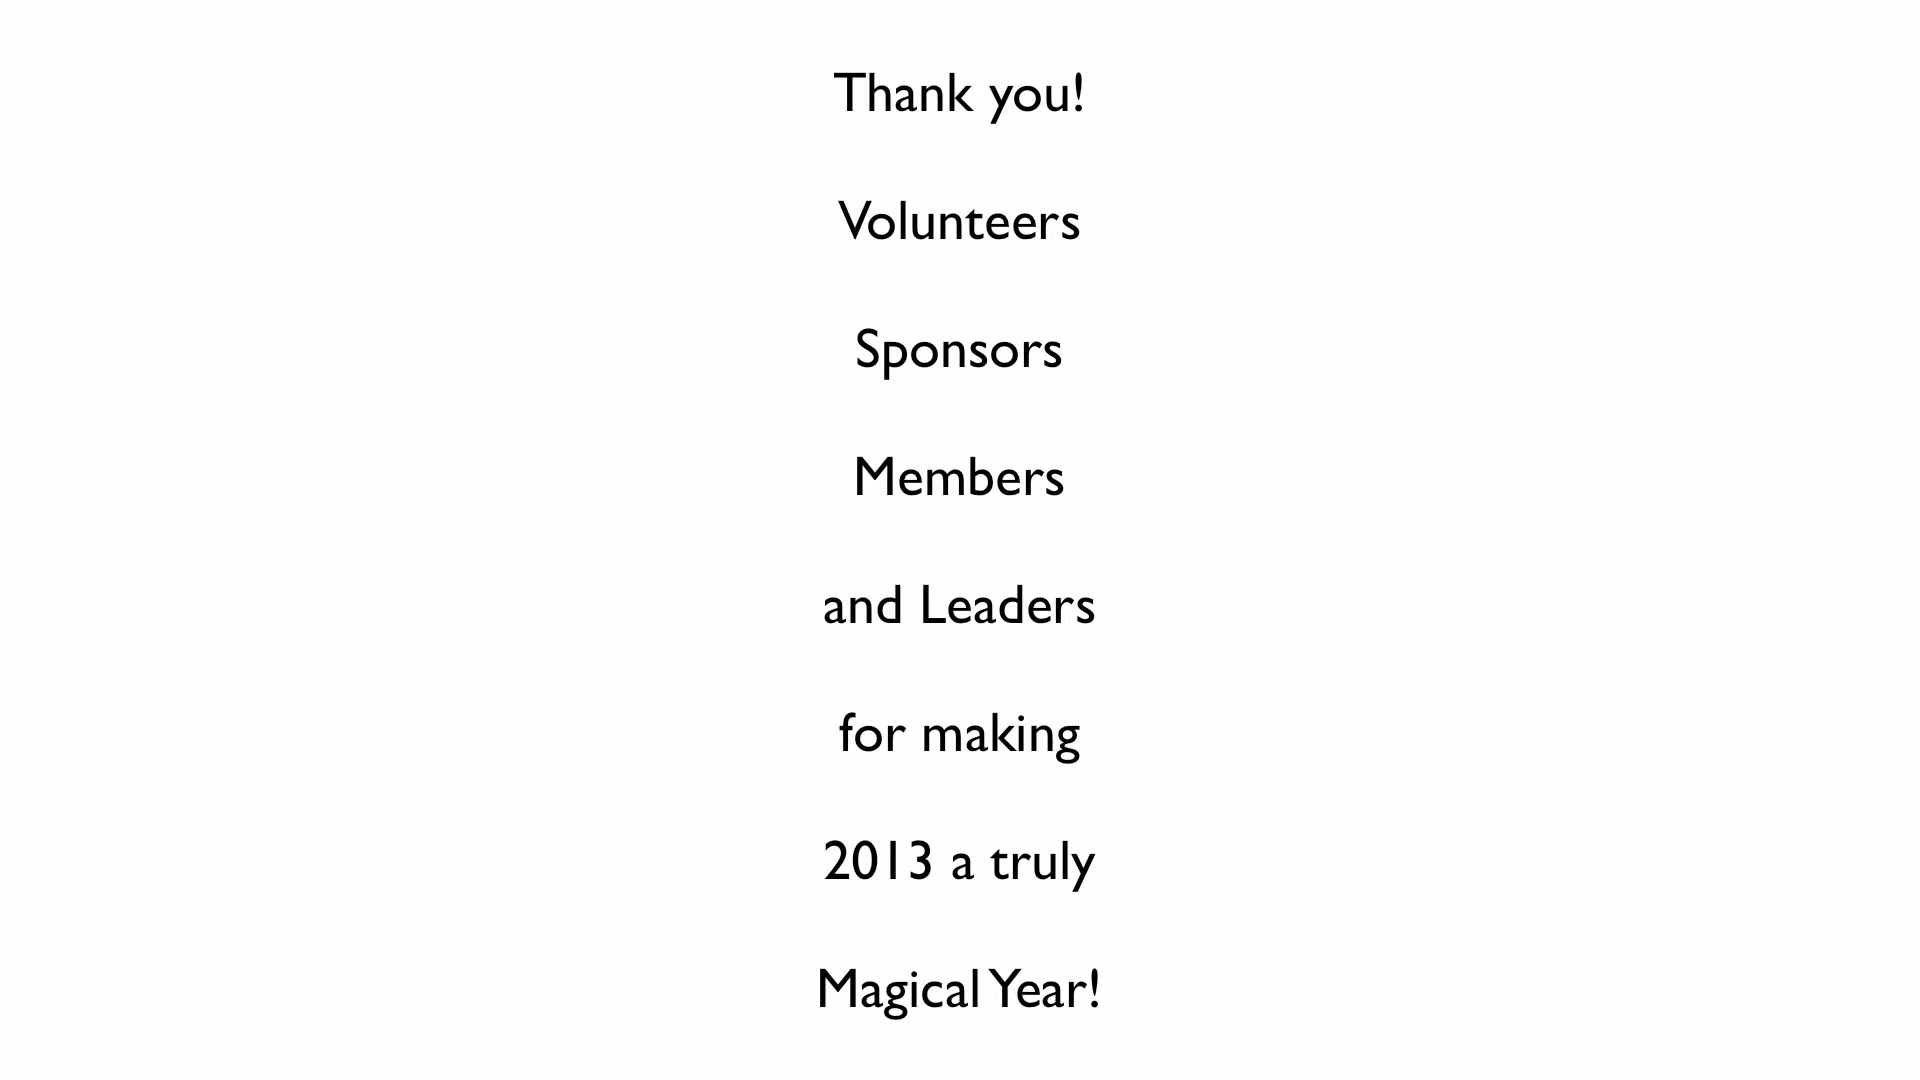 Thank you!
Volunteers
Sponsors
Members
and Leaders
for making
2013 a truly
Magical Year!